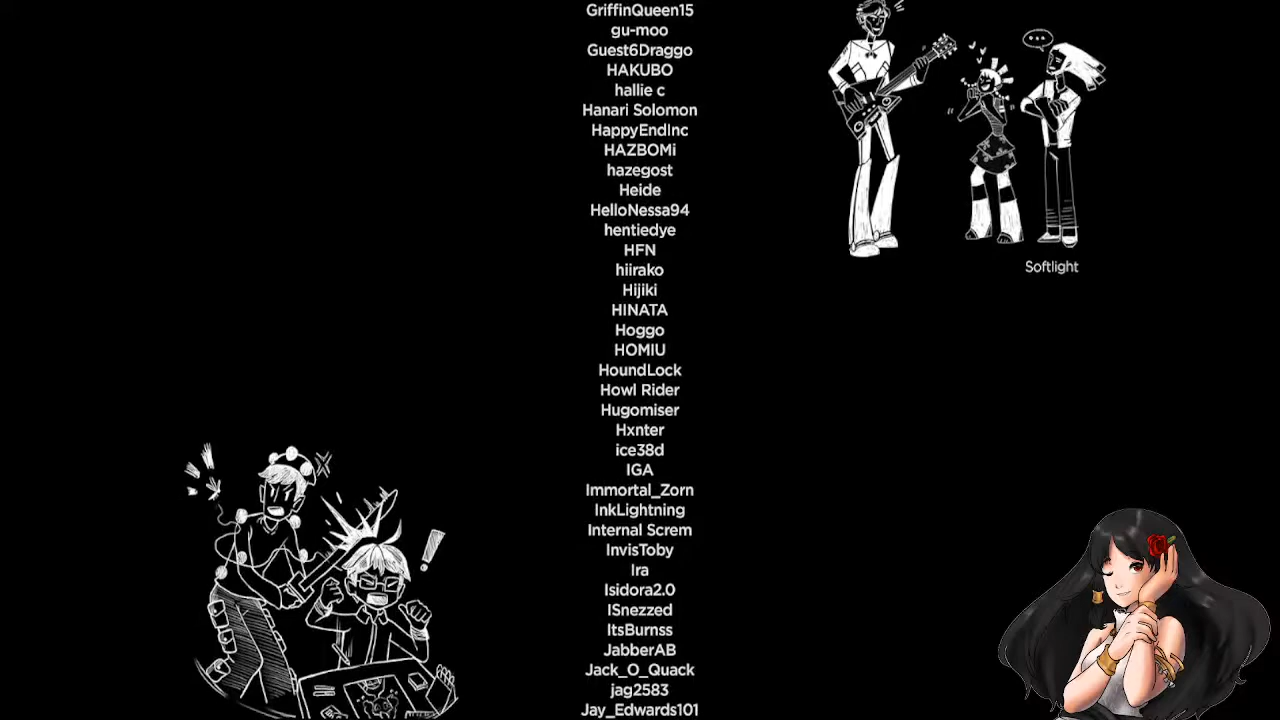 GriffinQueen15
gu-moo
Guest6Draggo
HAKUBO
hallie c
Hanari Solomon
HappyEndInc
HAZBOMi
hazegost
Heide
HelloNessa94
hentiedye
HFN
hiirako
Hijiki
HINATA
Hoggo
HOMIU
HoundLock
Howl Rider
Hugomiser
Hxnter
ice38d
IGA
Immortal_Zorn
InkLightning
Internal Screm
InvisToby
Ira
Isidora2.0
ISnezzed
ItsBurnss
JabberAB
Jack_O_Quack
jag2583
Jay_Edwards101
...
Softlight
!